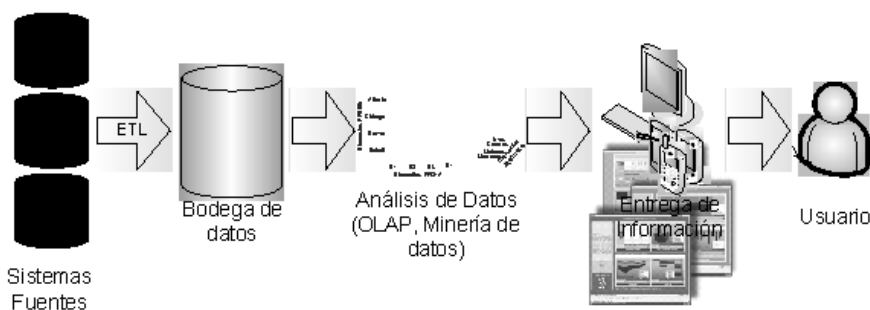 ETL
Sistemas
Fuentes
Bodega de
datos
Análisis de Datos
(OLAP, Minería de
datos)
Entrega de
Información
Usuario